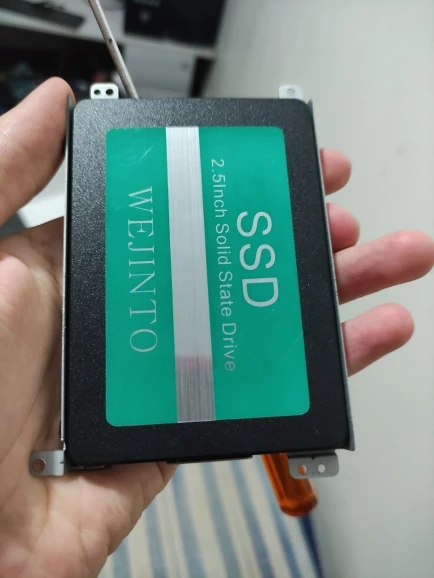 SSD
2.5Inch Solid State Drive
WEJINTO